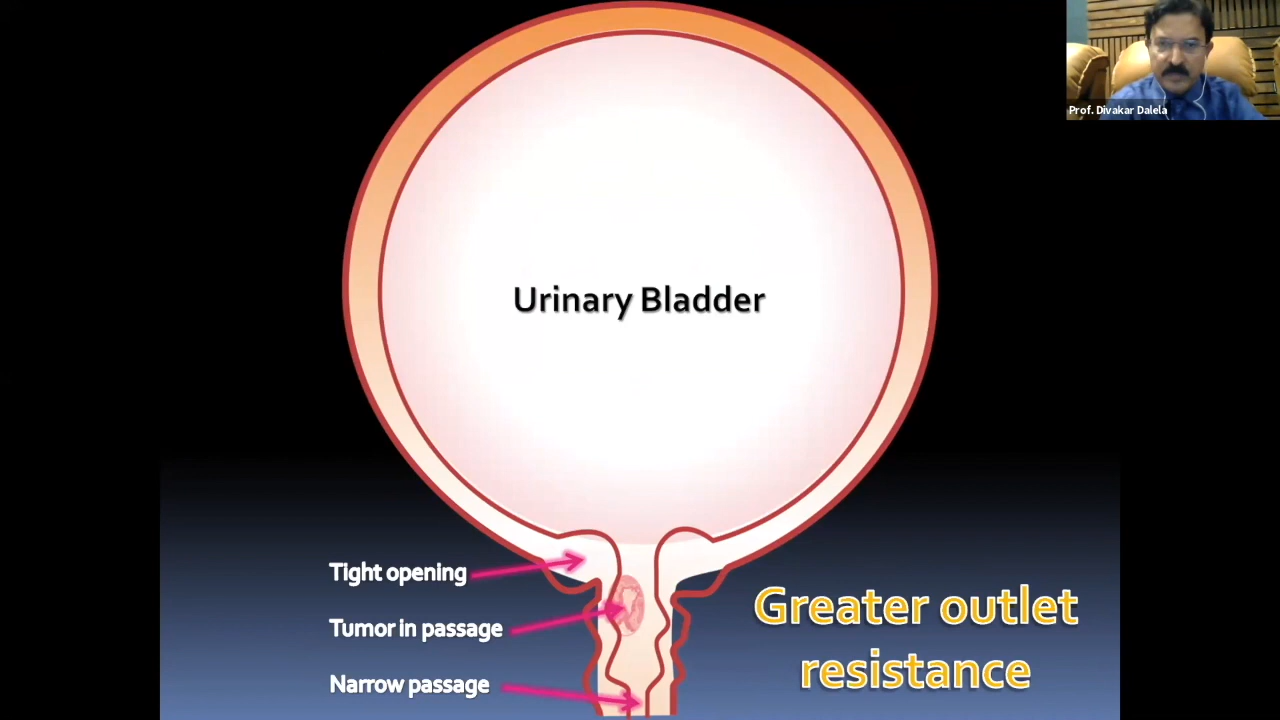 Prof. Divakar Dalela
Urinary Bladder
Tight opening
Tumor in passage
Narrow passage
Greater outlet
resistance